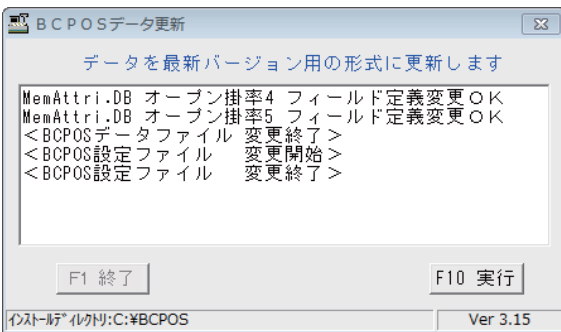 ＢＣＰＯＳデータ更新
データを最新バージョン用の形式に更新します
MemAttri.DB オープン掛率4 フィールド定義変更ＯＫ
MemAttri.DB オープン掛率5 フィールド定義変更ＯＫ
＜BCPOSデータファイル 変更終了＞
＜BCPOS設定ファイル　 変更開始＞
＜BCPOS設定ファイル　 変更終了＞
F1 終了
F10 実行
ｲﾝｽﾄｰﾙﾃﾞｨﾚｸﾄﾘ:C:¥BCPOS
Ver 3.15